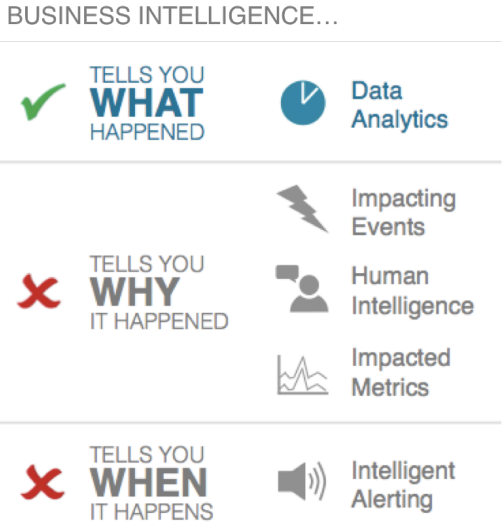 BUSINESS INTELLIGENCE...
TELLS YOU
WHAT
HAPPENED
Data
Analytics
TELLS YOU
WHY
IT HAPPENED
Impacting
Events
Human
Intelligence
Impacted
Metrics
TELLS YOU
WHEN
IT HAPPENS
Intelligent
Alerting